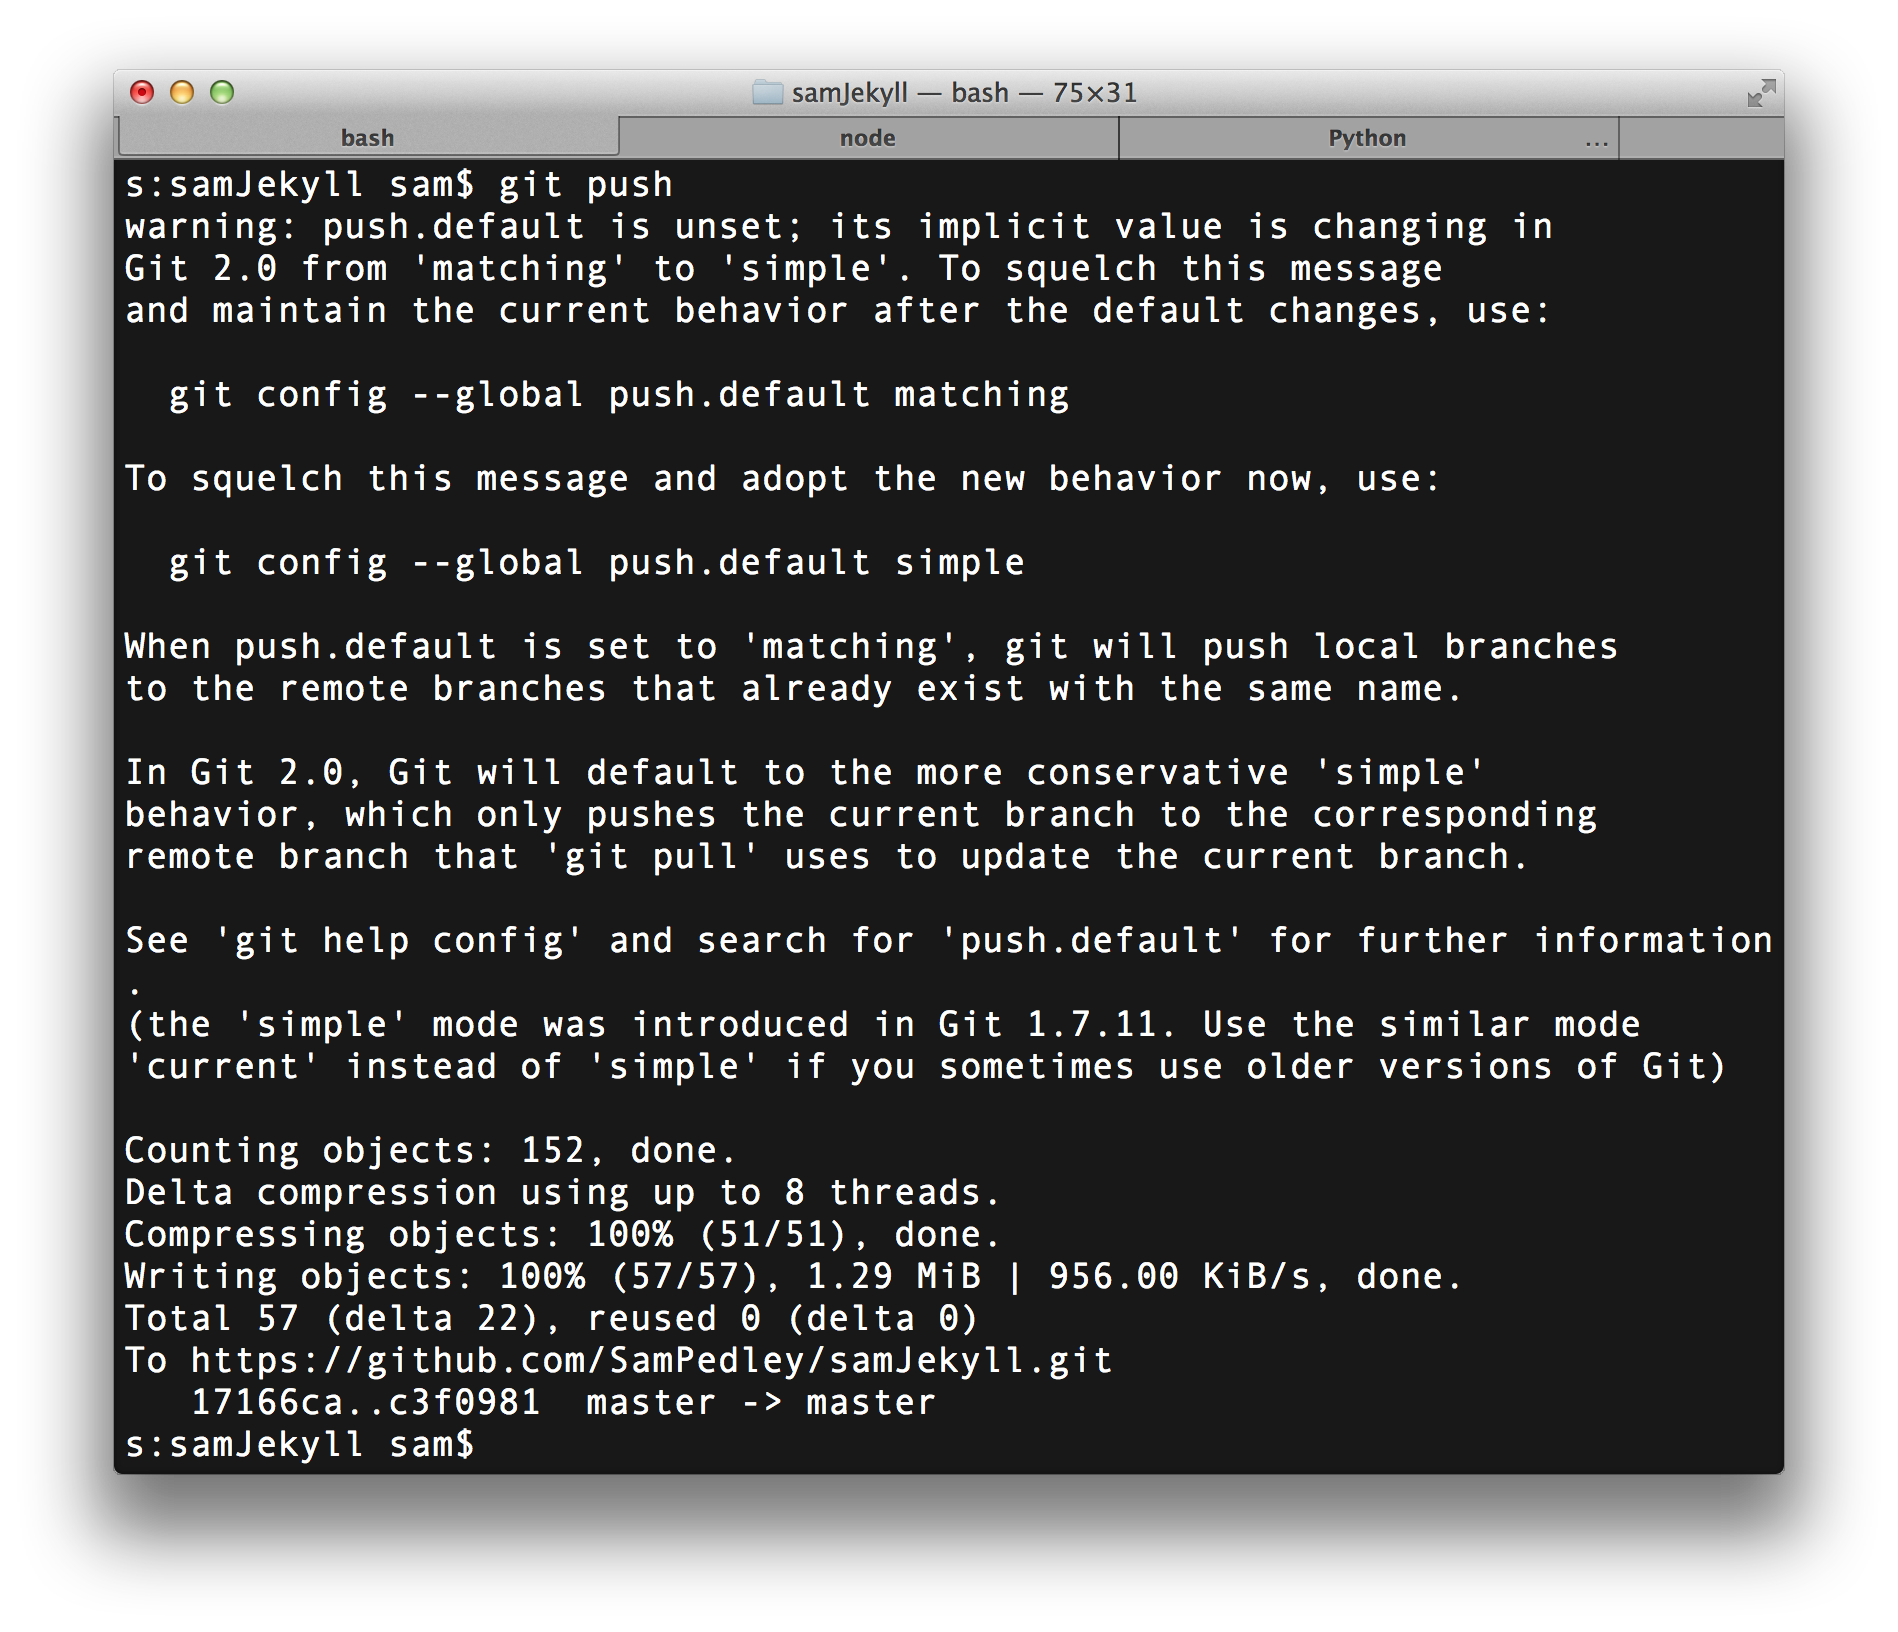 samJekyll — bash — 75×31
bash node Python ...
s:samJekyll sam$ git push
warning: push.default is unset; its implicit value is changing in
Git 2.0 from 'matching' to 'simple'. To squelch this message
and maintain the current behavior after the default changes, use:
  git config --global push.default matching
To squelch this message and adopt the new behavior now, use:
  git config --global push.default simple
When push.default is set to 'matching', git will push local branches
to the remote branches that already exist with the same name.
In Git 2.0, Git will default to the more conservative 'simple'
behavior, which only pushes the current branch to the corresponding
remote branch that 'git pull' uses to update the current branch.
See 'git help config' and search for 'push.default' for further information
.
(the 'simple' mode was introduced in Git 1.7.11. Use the similar mode
'current' instead of 'simple' if you sometimes use older versions of Git)
Counting objects: 152, done.
Delta compression using up to 8 threads.
Compressing objects: 100% (51/51), done.
Writing objects: 100% (57/57), 1.29 MiB | 956.00 KiB/s, done.
Total 57 (delta 22), reused 0 (delta 0)
To https://github.com/SamPedley/samJekyll.git
   17166ca..c3f0981  master -> master
s:samJekyll sam$